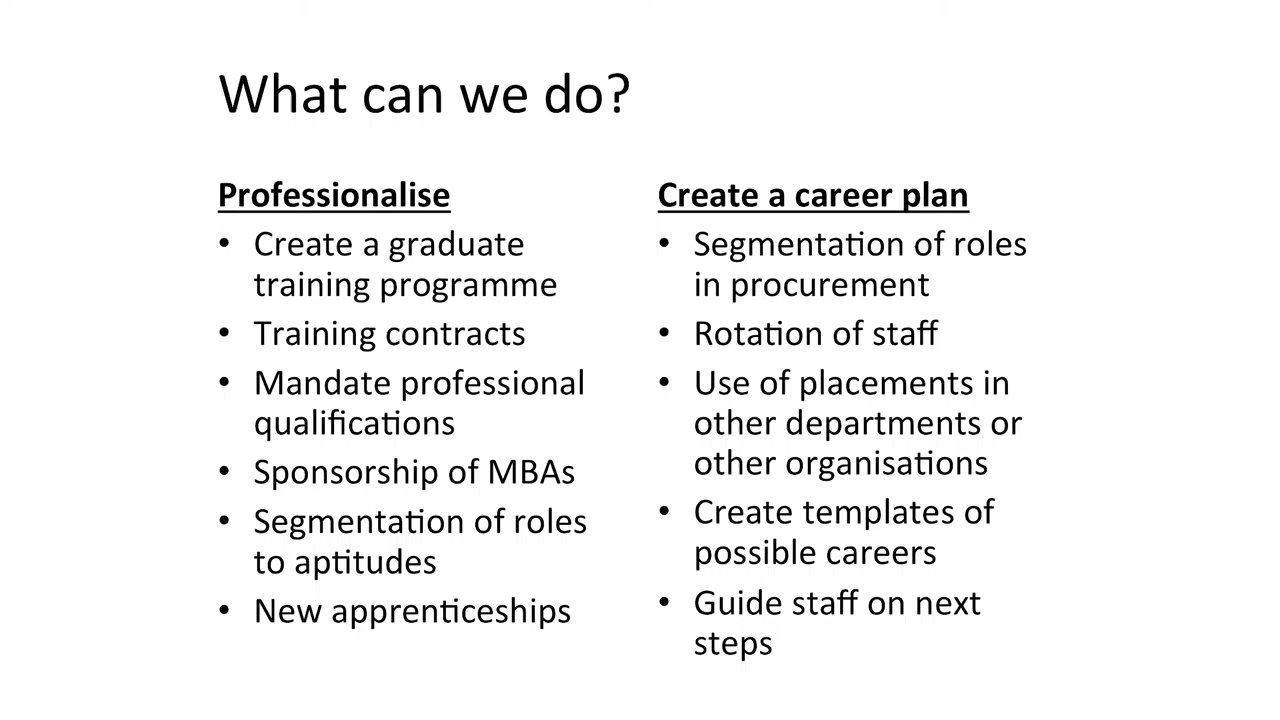 What can we do?
Professionalise
• Create a graduate
training programme
• Training contracts
• Mandate professional
qualifications
• Sponsorship of MBAs
• Segmentation of roles
to aptitudes
• New apprenticeships
Create a career plan
• Segmentation of roles
in procurement
• Rotation of staff
• Use of placements in
other departments or
other organisations
• Create templates of
possible careers
• Guide staff on next
steps